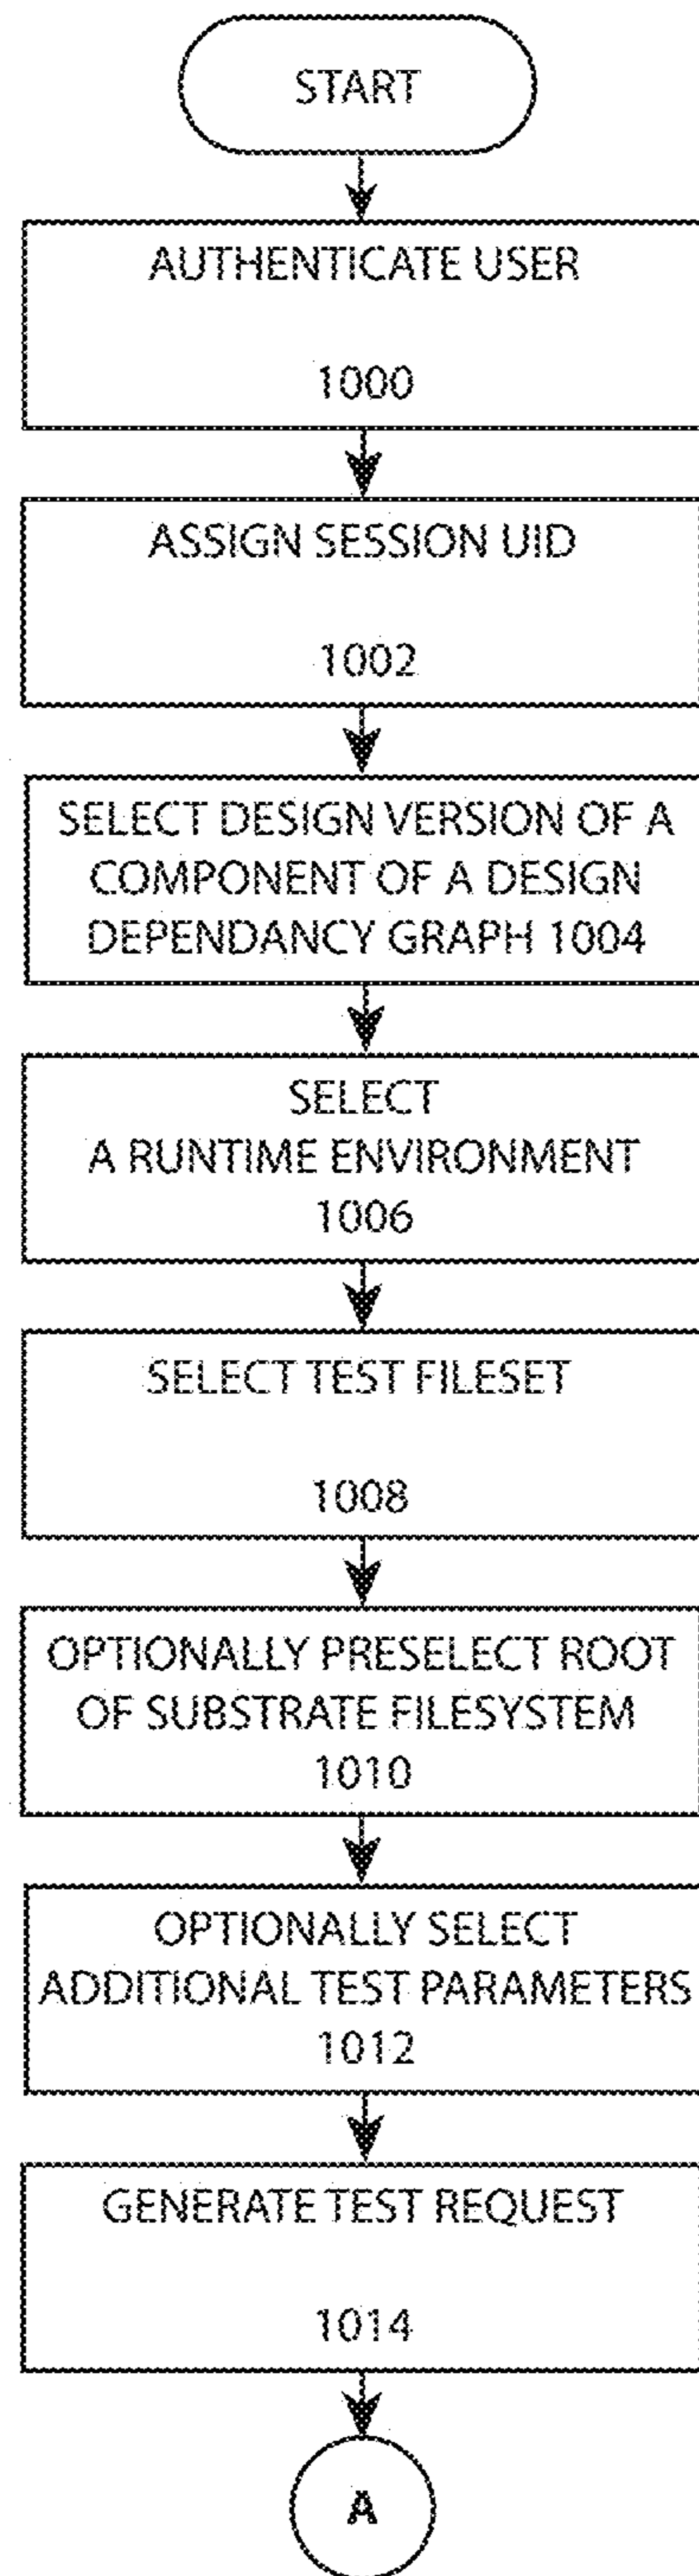 START
AUTHENTICATE USER
1000
ASSIGN SESSION UID
1002
SELECT DESIGN VERSION OF A
COMPONENT OF A DESIGN
DEPENDANCY GRAPH 1004
SELECT
A RUNTIME ENVIRONMENT
1006
SELECT TEST FILESET
1008
OPTIONALLY PRESELECT ROOT
OF SUBSTRATE FILESYSTEM
1010
OPTIONALLY SELECT
ADDITIONAL TEST PARAMETERS
1012
GENERATE TEST REQUEST
1014
A